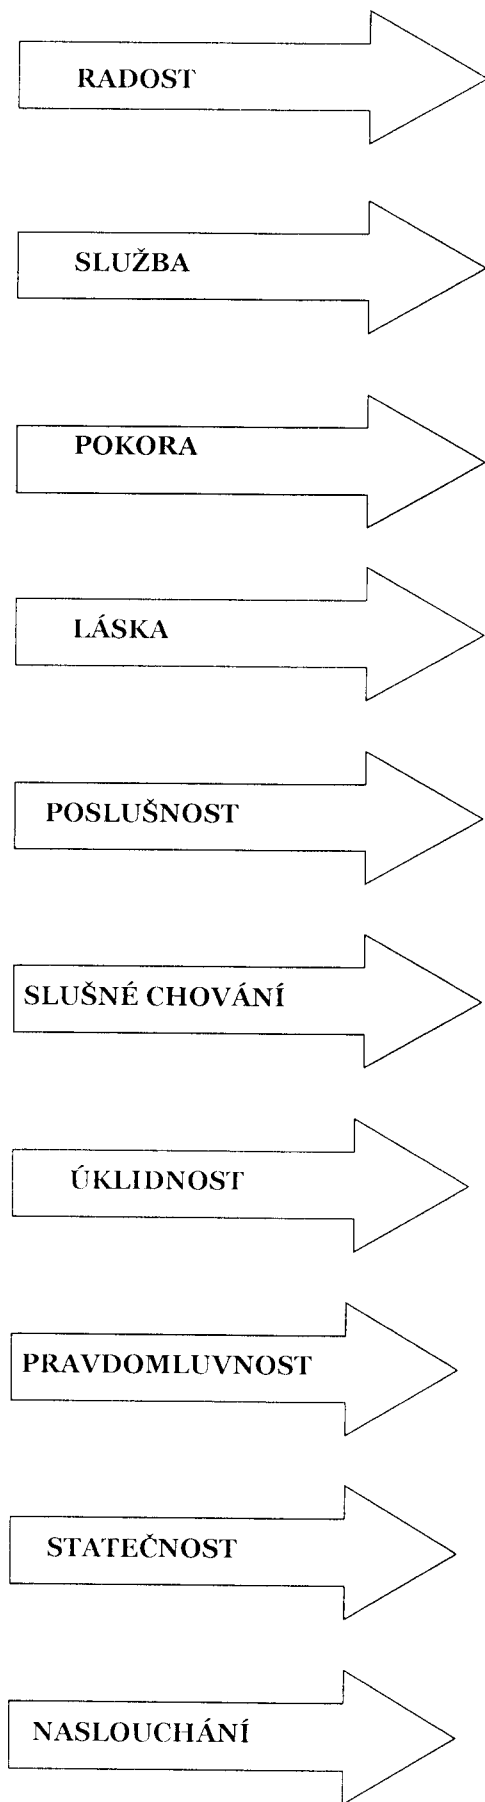 RADOST
SLUŽBA
POKORA
LÁSKA
POSLUŠNOST
SLUŠNÉ CHOVÁNÍ
ÚKLIDNOST
PRAVDOMLUVNOST
STATEČNOST
NASLOUCHÁNÍ